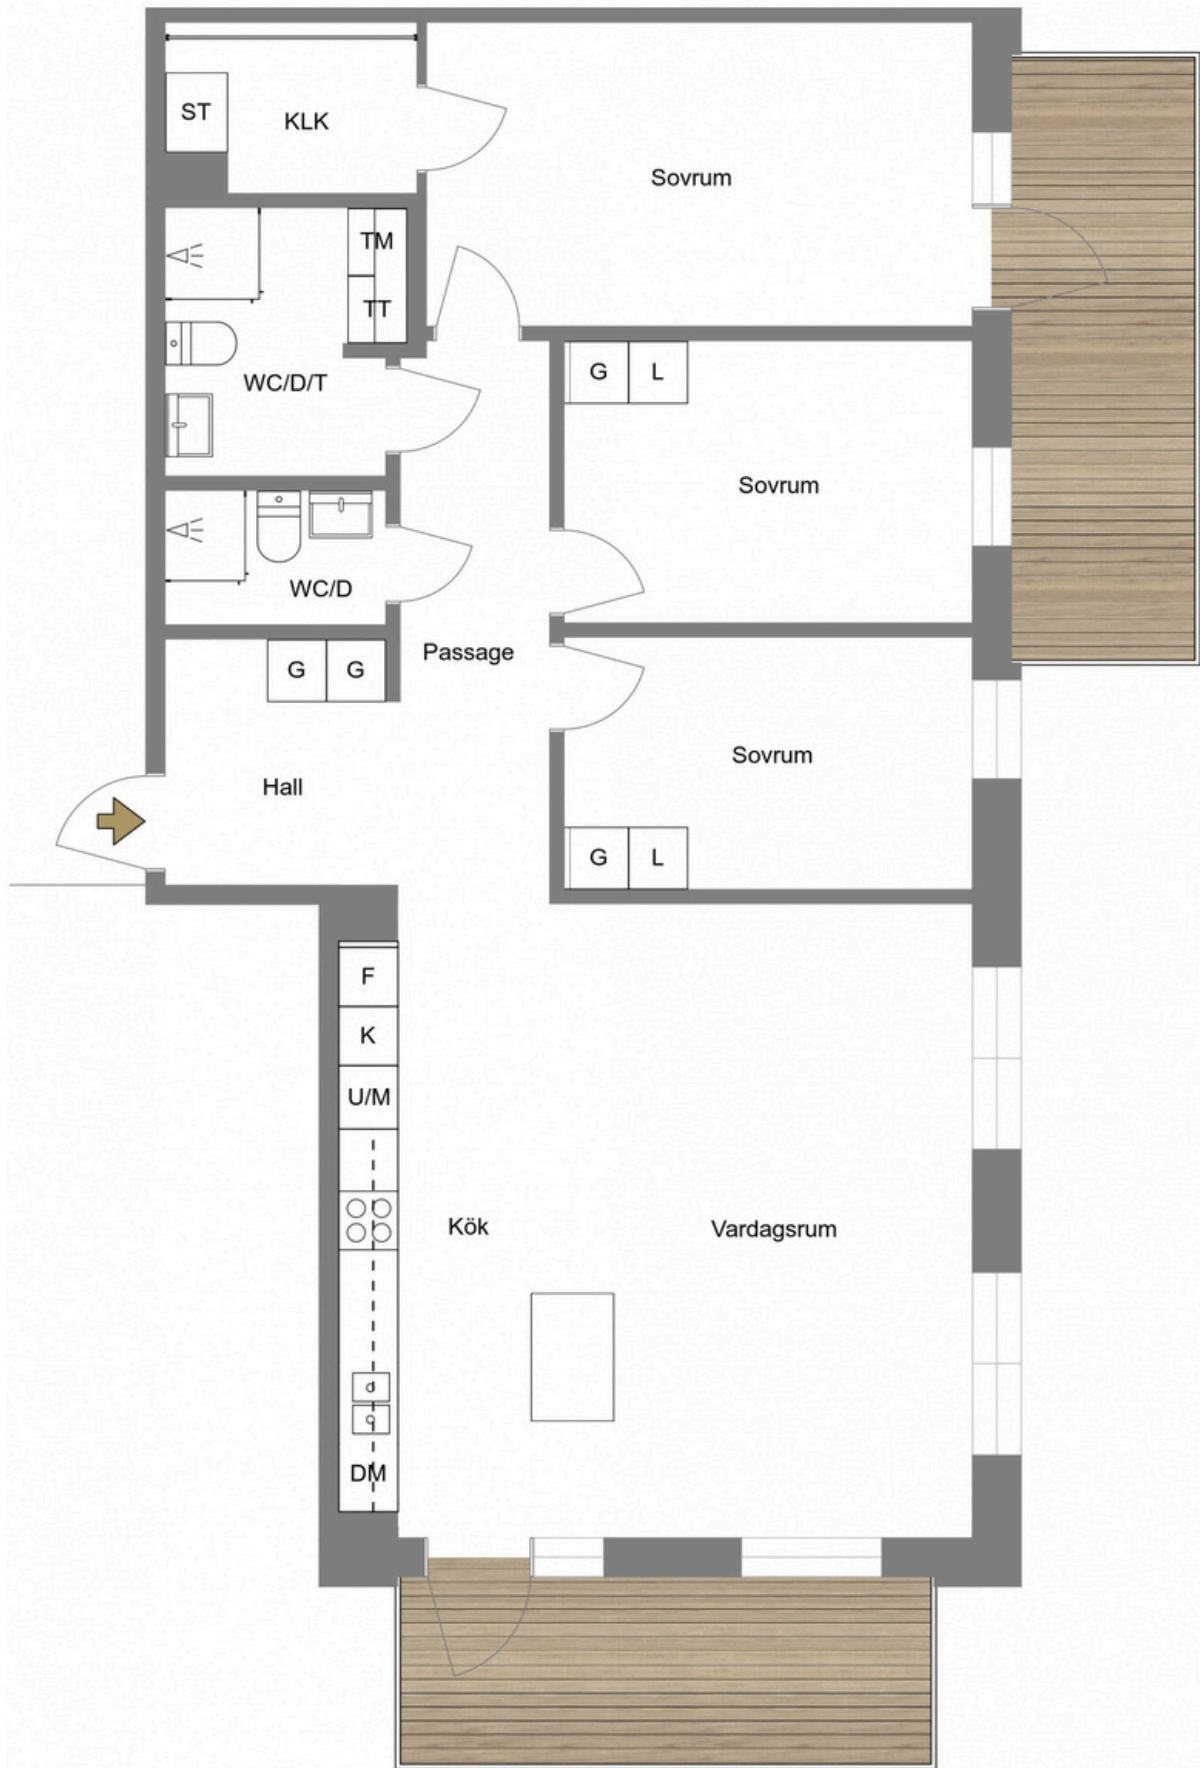 ST
KLK
Sovrum
TM
TT
WC/D/T
G
L
Sovrum
WC/D
Passage
G
G
Sovrum
Hall
G
L
F
K
U/M
Kök
Vardagsrum
DM